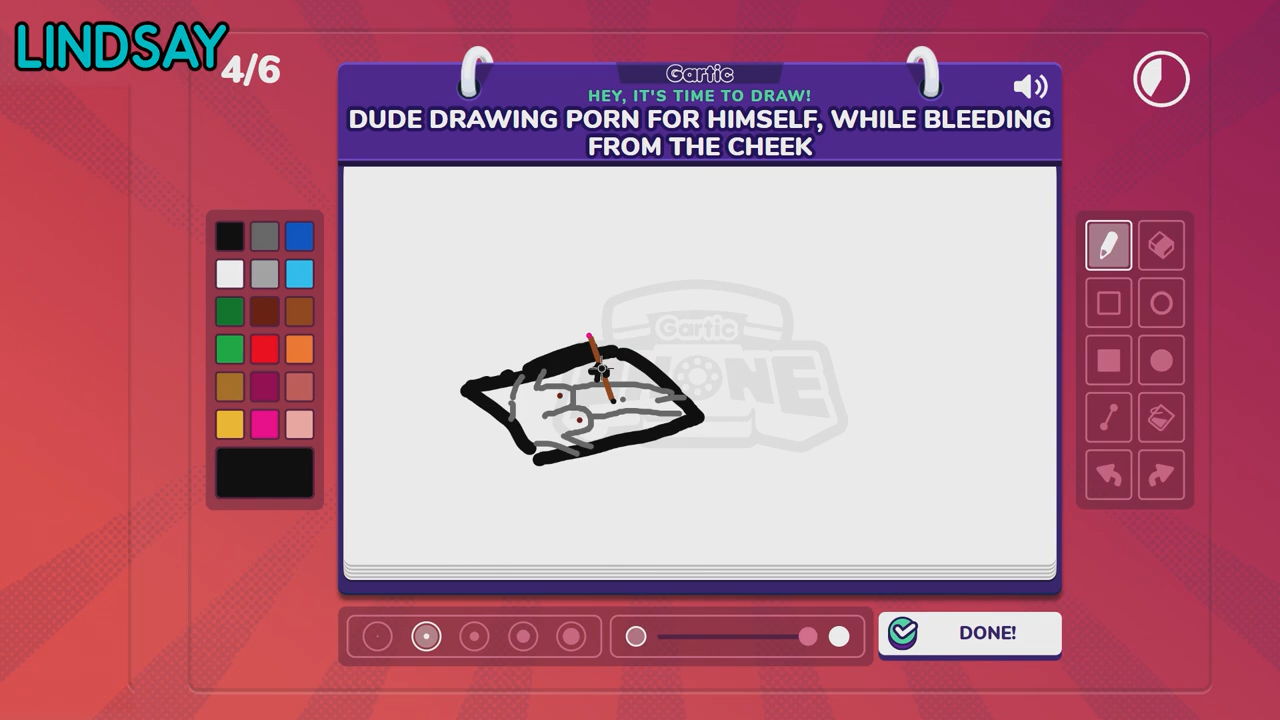 LINDSAY
4/6
Gartic
HEY, IT'S TIME TO DRAW!
DUDE DRAWING PORN FOR HIMSELF, WHILE BLEEDING
FROM THE CHEEK
Gartic
DONE!